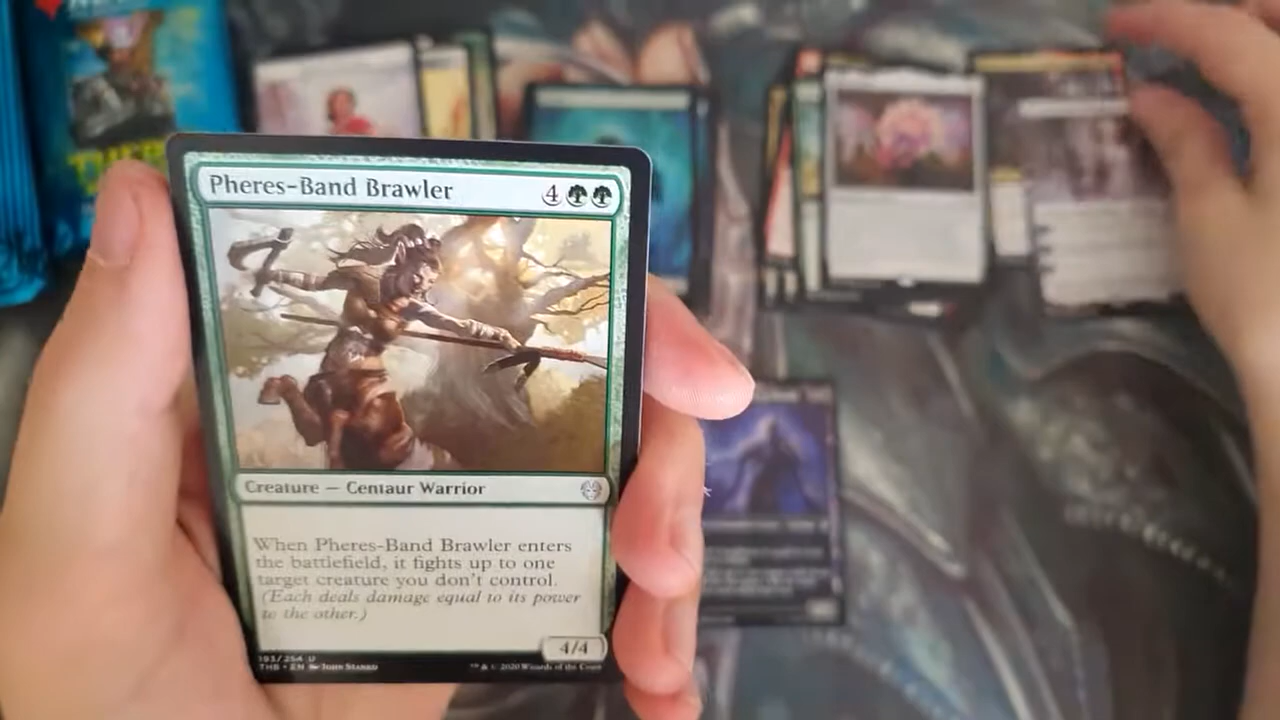 Pheres-Band Brawler 4
Creature — Centaur Warrior
When Pheres-Band Brawler enters
the battlefield, it fights up to one
target creature you don't control.
(Each deals damage equal to its power
to the other.)
4/4
193/254 U
THB • EN John Stanko
™ & © 2020 Wizards of the Coast